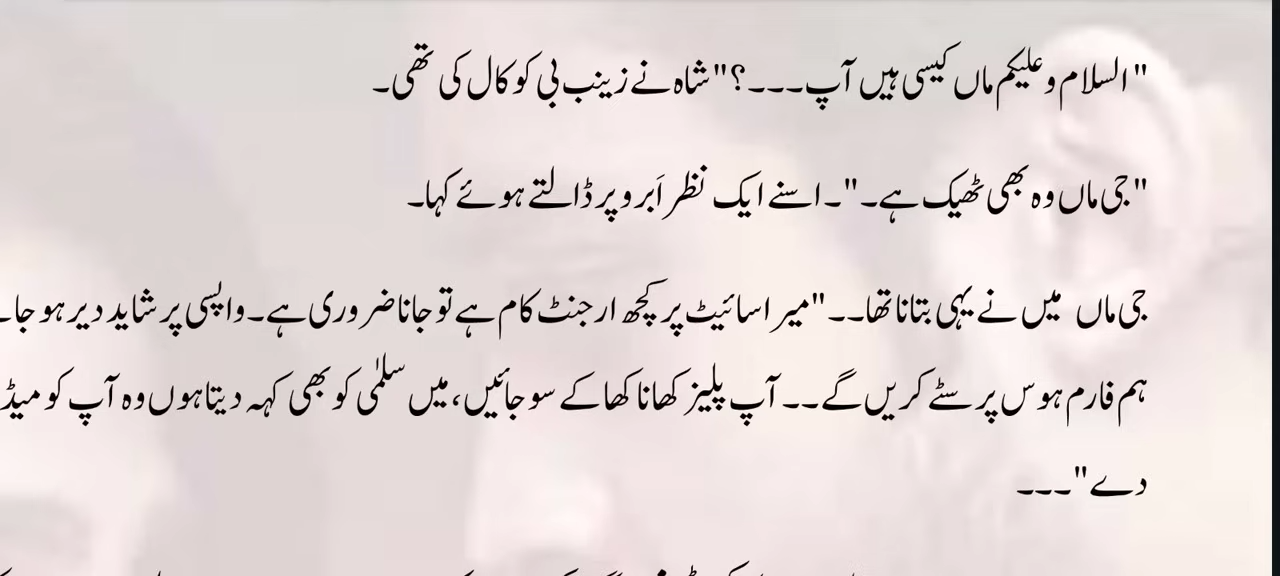 "السلام وعلیکم ماں کیسی ہیں آپ۔۔۔؟"شاہ نے زینب بی کو کال کی تھی۔
"جی ماں وہ بھی ٹھیک ہے۔"۔اسنے ایک نظر اَبرو پر ڈالتے ہوئے کہا۔
جی ماں میں نے یہی بتانا تھا۔۔"میرا سائیٹ پر کچھ ارجنٹ کام ہے تو جانا ضروری ہے۔واپسی پر شاید دیر ہو
ہم فارم ہوس پر سٹے کریں گے۔۔ آپ پلیز کھانا کھا کے سو جائیں، میں سلمٰی کو بھی کہہ دیتا ہوں وہ آپ کو
دے"۔۔۔